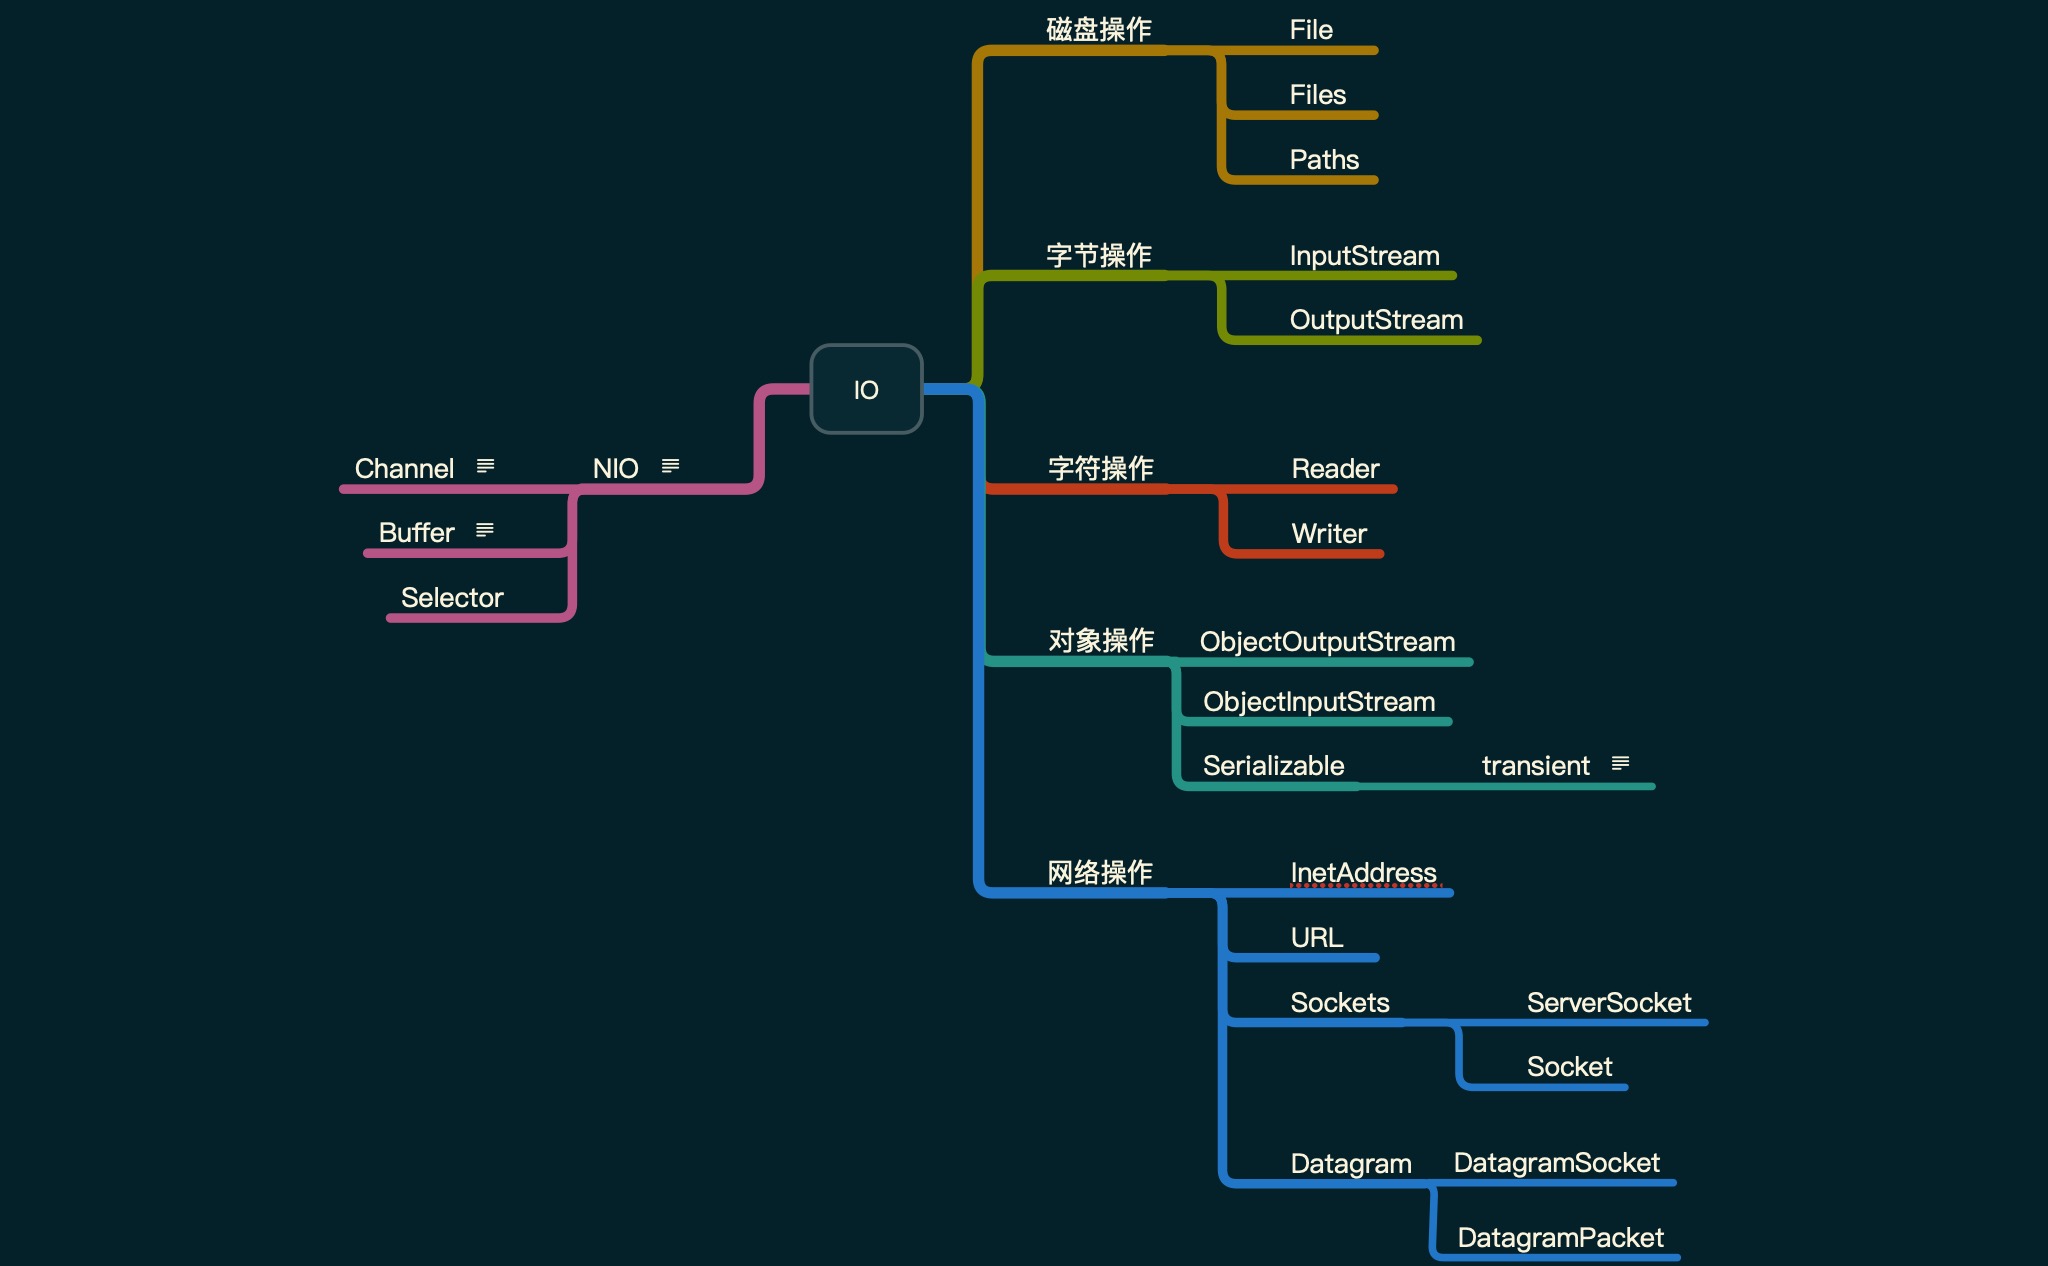 IO
磁盘操作
File
Files
Paths
字节操作
InputStream
OutputStream
字符操作
Reader
Writer
对象操作
ObjectOutputStream
ObjectInputStream
Serializable
transient
网络操作
InetAddress
URL
Sockets
ServerSocket
Socket
Datagram
DatagramSocket
DatagramPacket
NIO
Channel
Buffer
Selector